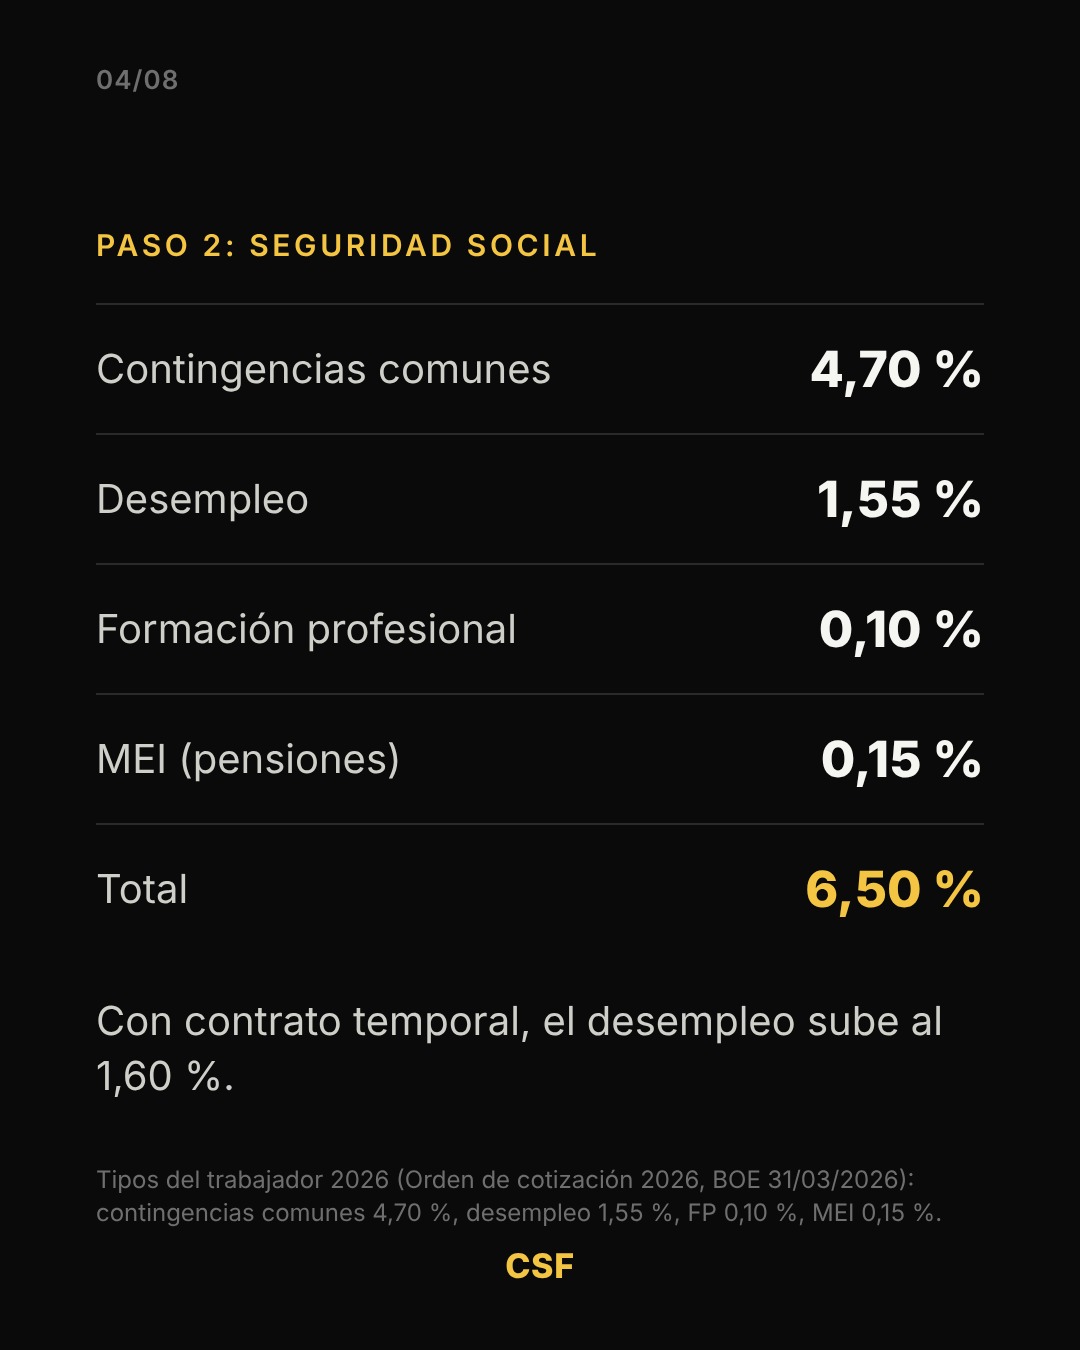 04/08
PASO 2: SEGURIDAD SOCIAL
Contingencias comunes 4,70 %
Desempleo 1,55 %
Formación profesional 0,10 %
MEI (pensiones) 0,15 %
Total 6,50 %
Con contrato temporal, el desempleo sube al
1,60 %.
Tipos del trabajador 2026 (Orden de cotización 2026, BOE 31/03/2026):
contingencias comunes 4,70 %, desempleo 1,55 %, FP 0,10 %, MEI 0,15 %.
CSF